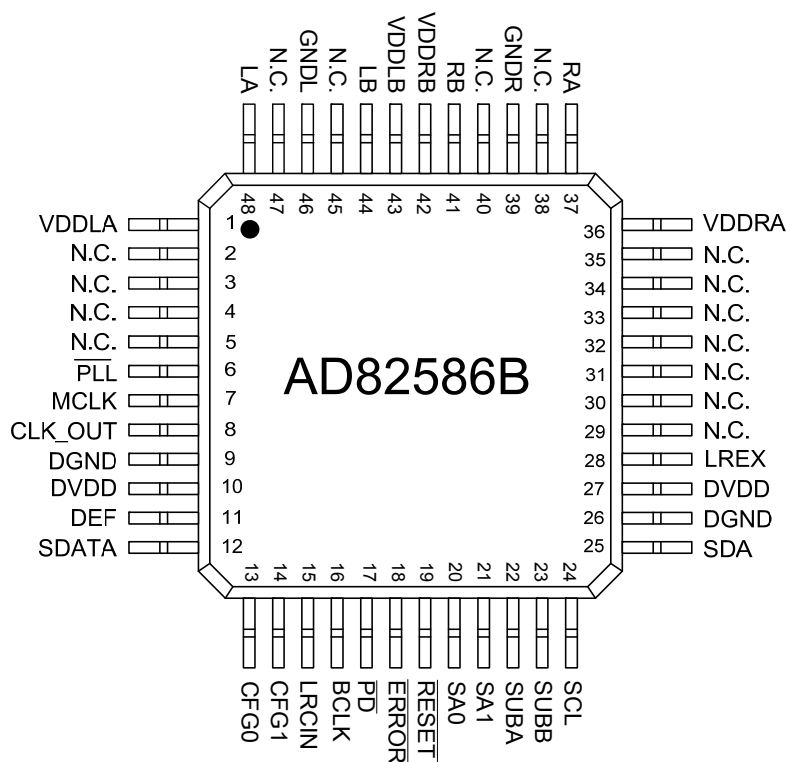 LA N.C. GNDL N.C. LB VDDLB VDDRB RB N.C. GNDR N.C. RA
48 47 46 45 44 43 42 41 40 39 38 37
VDDLA 1 36 VDDRA
N.C. 2 35 N.C.
N.C. 3 34 N.C.
N.C. 4 33 N.C.
N.C. 5 32 N.C.
PLL 6 31 N.C.
AD82586B
MCLK 7 30 N.C.
CLK_OUT 8 29 N.C.
DGND 9 28 LREX
DVDD 10 27 DVDD
DEF 11 26 DGND
SDATA 12 25 SDA
13 14 15 16 17 18 19 20 21 22 23 24
CFG0 CFG1 LRCIN BCLK PD ERROR RESET SA0 SA1 SUBA SUBB SCL